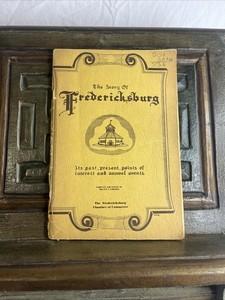 The Story Of
Fredericksburg
Its past, present, points of
interest and annual events
The Fredericksburg
Chamber of Commerce